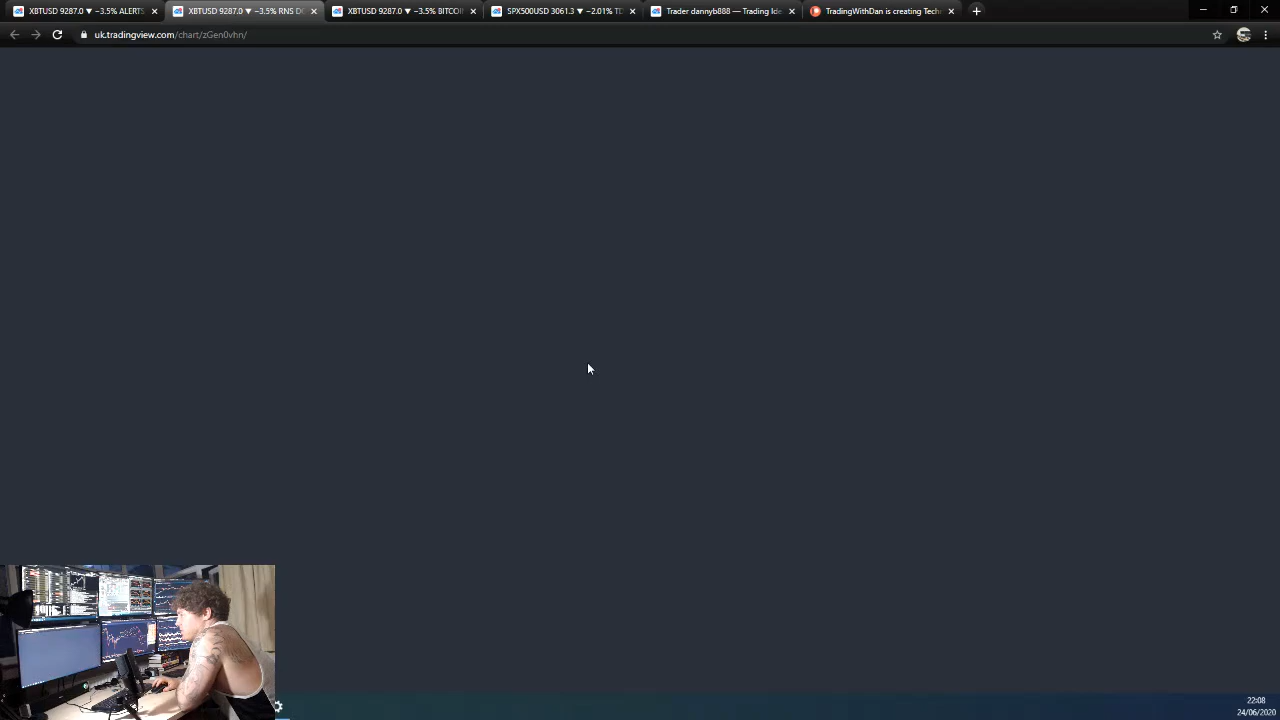 XBTUSD 9287.0 ▼ −3.5% ALERTS
XBTUSD 9287.0 ▼ −3.5% RNS DC
XBTUSD 9287.0 ▼ −3.5% BITCOI
SPX500USD 3061.3 ▼ −2.01% TD
Trader dannyb888 — Trading Ide
TradingWithDan is creating Tech
uk.tradingview.com/chart/zGen0vhn/
22:08
24/06/2020